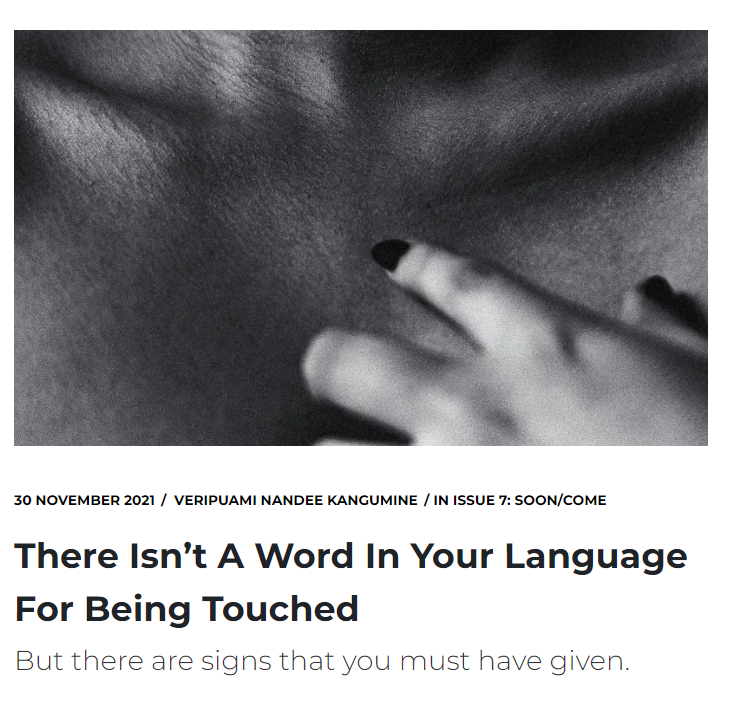 30 NOVEMBER 2021 / VERIPUAMI NANDEE KANGUMINE / IN ISSUE 7: SOON/COME
There Isn’t A Word In Your Language
For Being Touched
But there are signs that you must have given.